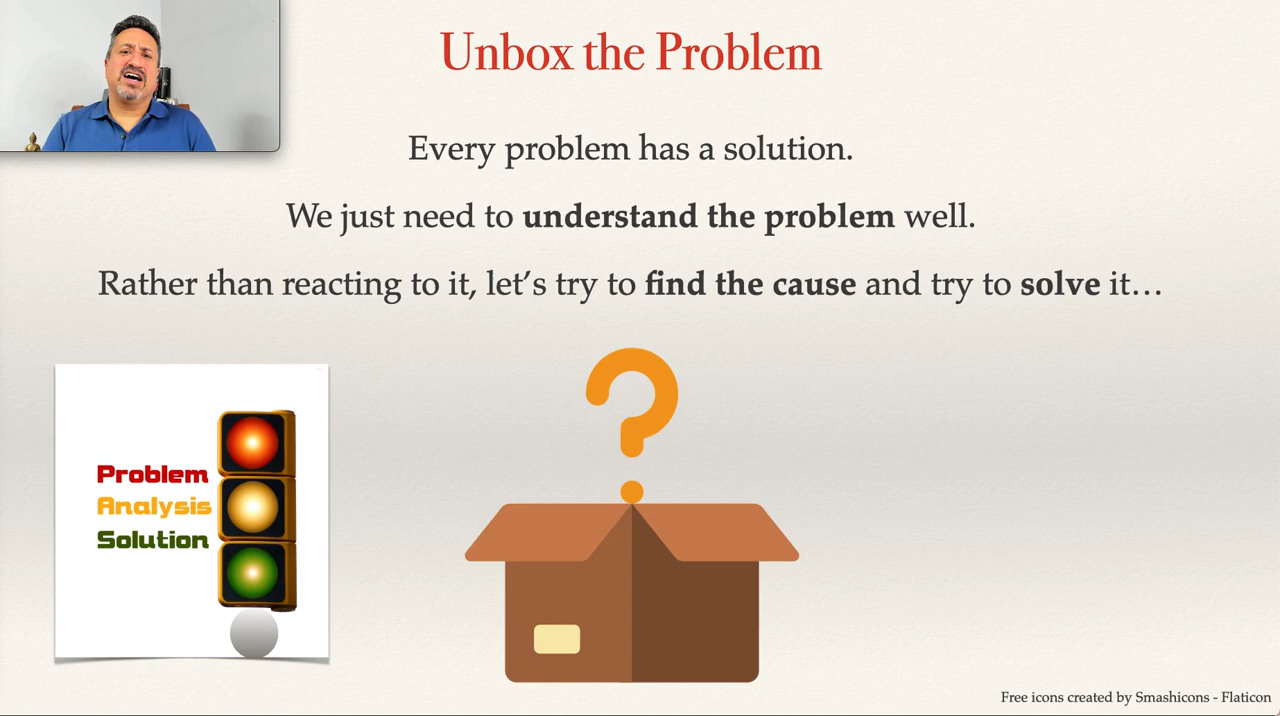 Unbox the Problem
Every problem has a solution.
We just need to understand the problem well.
Rather than reacting to it, let’s try to find the cause and try to solve it…
Problem
Analysis
Solution
Free icons created by Smashicons - Flaticon